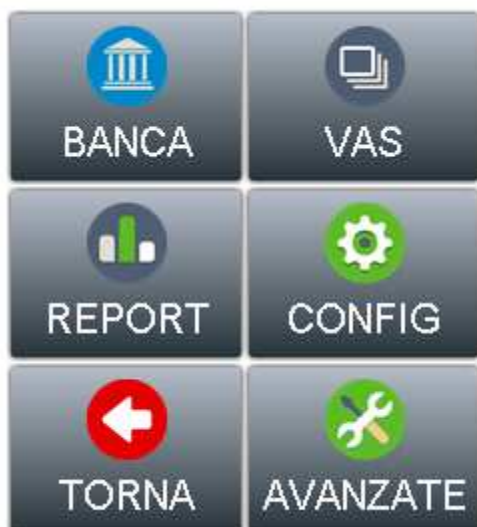 BANCA
VAS
REPORT
CONFIG
TORNA
AVANZATE